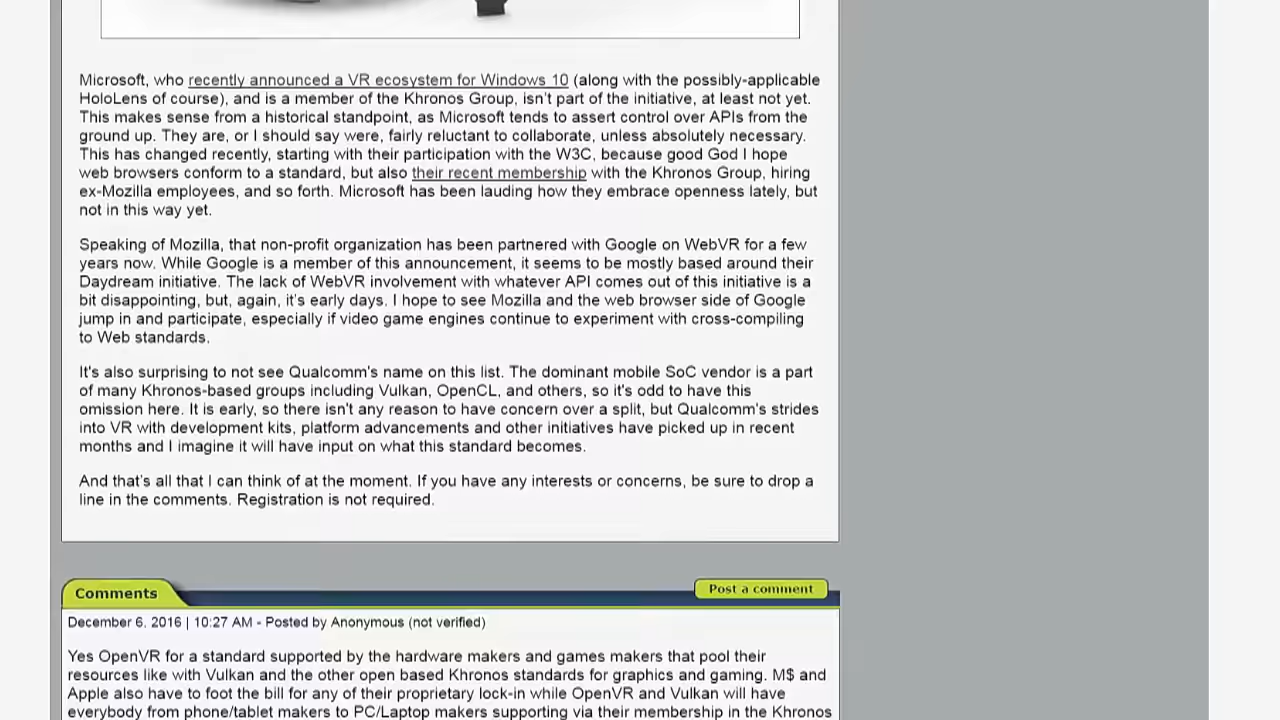 Microsoft, who recently announced a VR ecosystem for Windows 10 (along with the possibly-applicable
HoloLens of course), and is a member of the Khronos Group, isn't part of the initiative, at least not yet.
This makes sense from a historical standpoint, as Microsoft tends to assert control over APIs from the
ground up. They are, or I should say were, fairly reluctant to collaborate, unless absolutely necessary.
This has changed recently, starting with their participation with the W3C, because good God I hope
web browsers conform to a standard, but also their recent membership with the Khronos Group, hiring
ex-Mozilla employees, and so forth. Microsoft has been lauding how they embrace openness lately, but
not in this way yet.
Speaking of Mozilla, that non-profit organization has been partnered with Google on WebVR for a few
years now. While Google is a member of this announcement, it seems to be mostly based around their
Daydream initiative. The lack of WebVR involvement with whatever API comes out of this initiative is a
bit disappointing, but, again, it's early days. I hope to see Mozilla and the web browser side of Google
jump in and participate, especially if video game engines continue to experiment with cross-compiling
to Web standards.
It's also surprising to not see Qualcomm's name on this list. The dominant mobile SoC vendor is a part
of many Khronos-based groups including Vulkan, OpenCL, and others, so it's odd to have this
omission here. It is early, so there isn't any reason to have concern over a split, but Qualcomm's strides
into VR with development kits, platform advancements and other initiatives have picked up in recent
months and I imagine it will have input on what this standard becomes.
And that's all that I can think of at the moment. If you have any interests or concerns, be sure to drop a
line in the comments. Registration is not required.
Comments
Post a comment
December 6, 2016 | 10:27 AM - Posted by Anonymous (not verified)
Yes OpenVR for a standard supported by the hardware makers and games makers that pool their
resources like with Vulkan and the other open based Khronos standards for graphics and gaming. M$ and
Apple also have to foot the bill for any of their proprietary lock-in while OpenVR and Vulkan will have
everybody from phone/tablet makers to PC/Laptop makers supporting via their membership in the Khronos